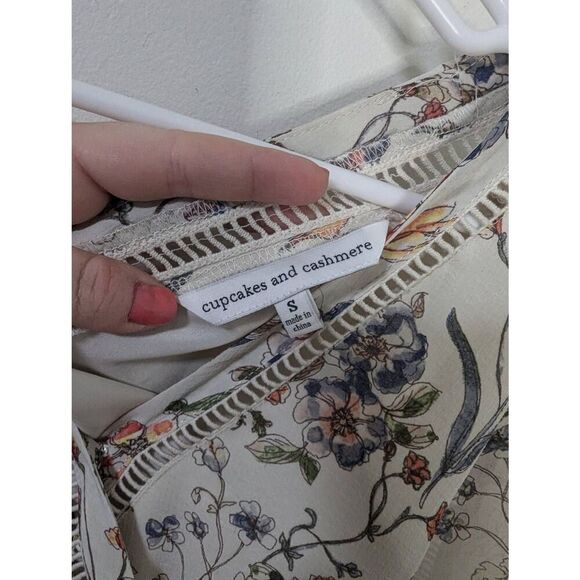 cupcakes and cashmere
S
made in
china